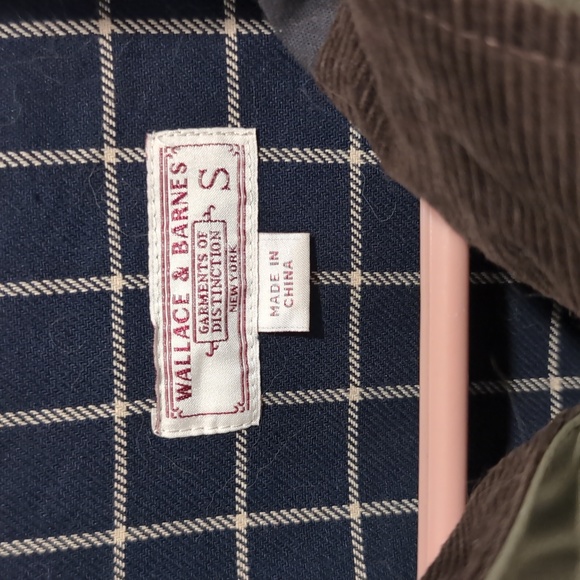 WALLACE & BARNES
GARMENTS OF
DISTINCTION
NEW YORK
S
MADE IN
CHINA